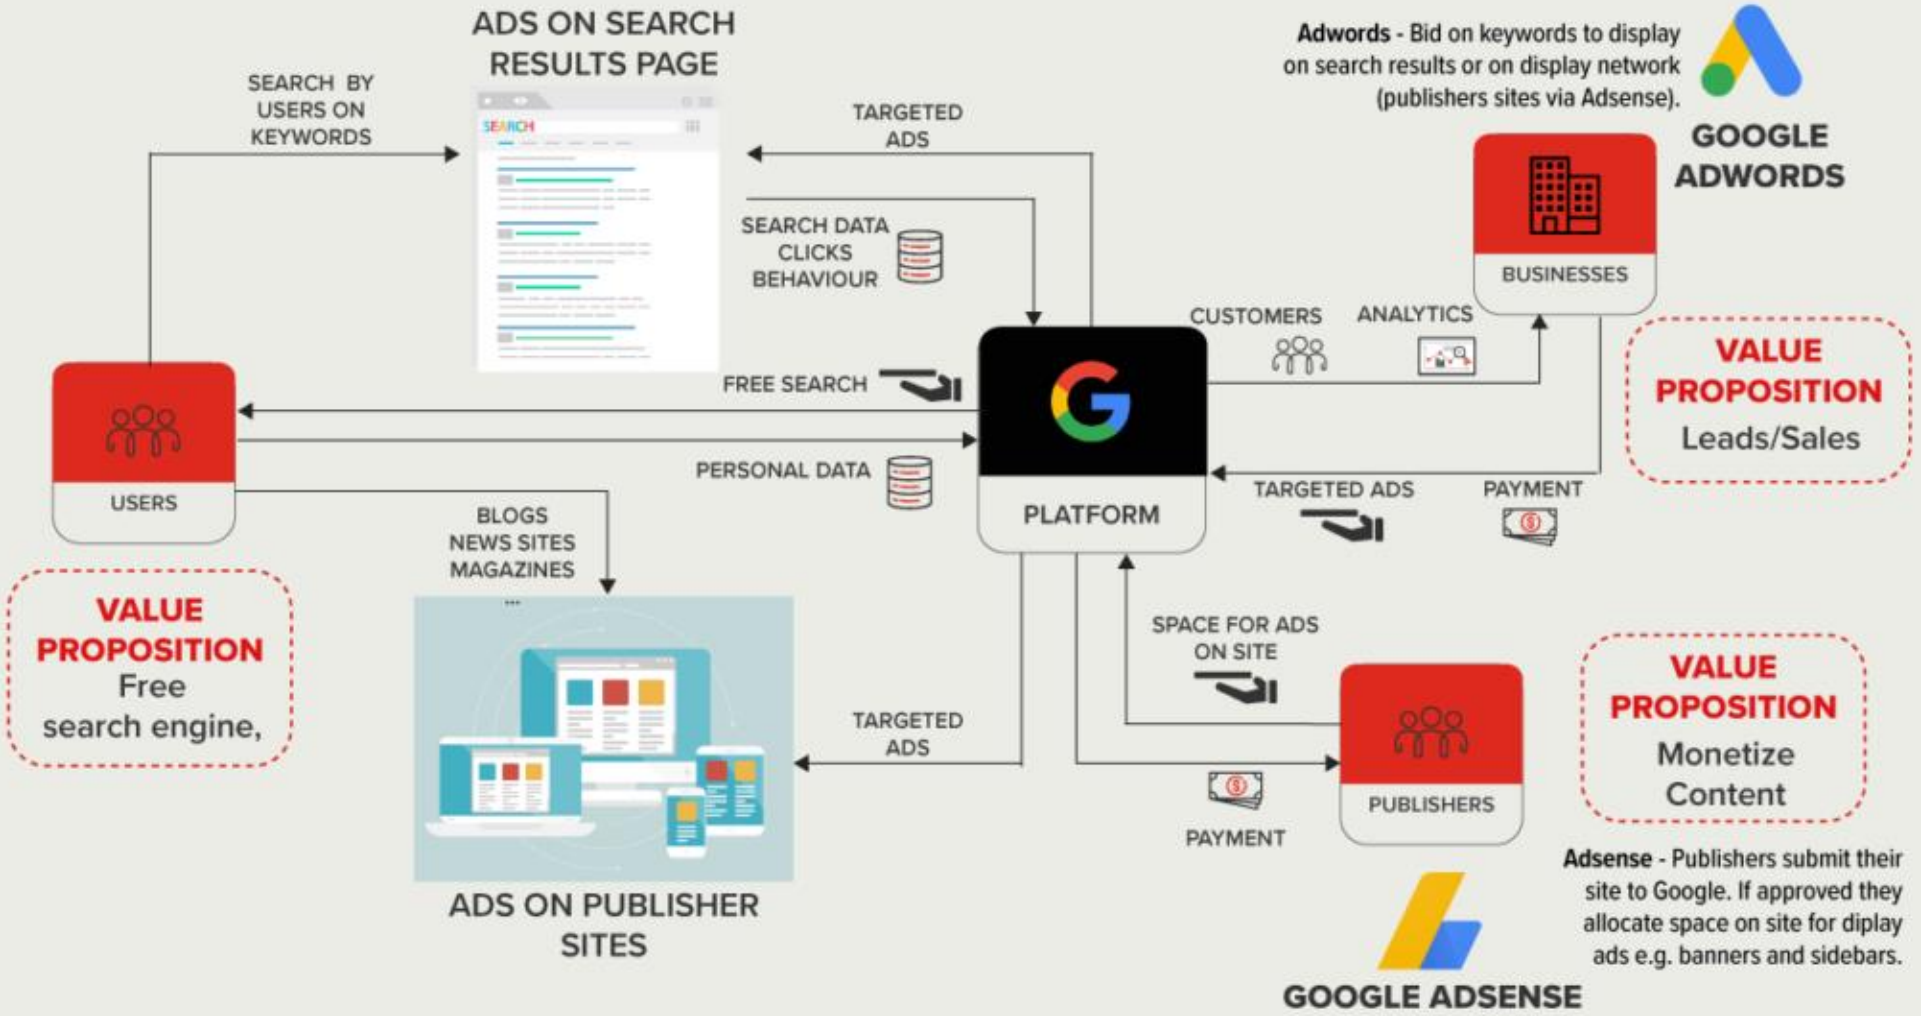 ADS ON SEARCH
RESULTS PAGE
SEARCH BY
USERS ON
KEYWORDS
SEARCH
TARGETED
ADS
SEARCH DATA
CLICKS
BEHAVIOUR
Adwords - Bid on keywords to display
on search results or on display network
(publishers sites via Adsense).
GOOGLE
ADWORDS
BUSINESSES
CUSTOMERS
ANALYTICS
VALUE
PROPOSITION
Leads/Sales
FREE SEARCH
PERSONAL DATA
USERS
PLATFORM
TARGETED ADS
PAYMENT
BLOGS
NEWS SITES
MAGAZINES
VALUE
PROPOSITION
Free
search engine,
TARGETED
ADS
SPACE FOR ADS
ON SITE
PAYMENT
PUBLISHERS
VALUE
PROPOSITION
Monetize
Content
ADS ON PUBLISHER
SITES
Adsense - Publishers submit their
site to Google. If approved they
allocate space on site for diplay
ads e.g. banners and sidebars.
GOOGLE ADSENSE